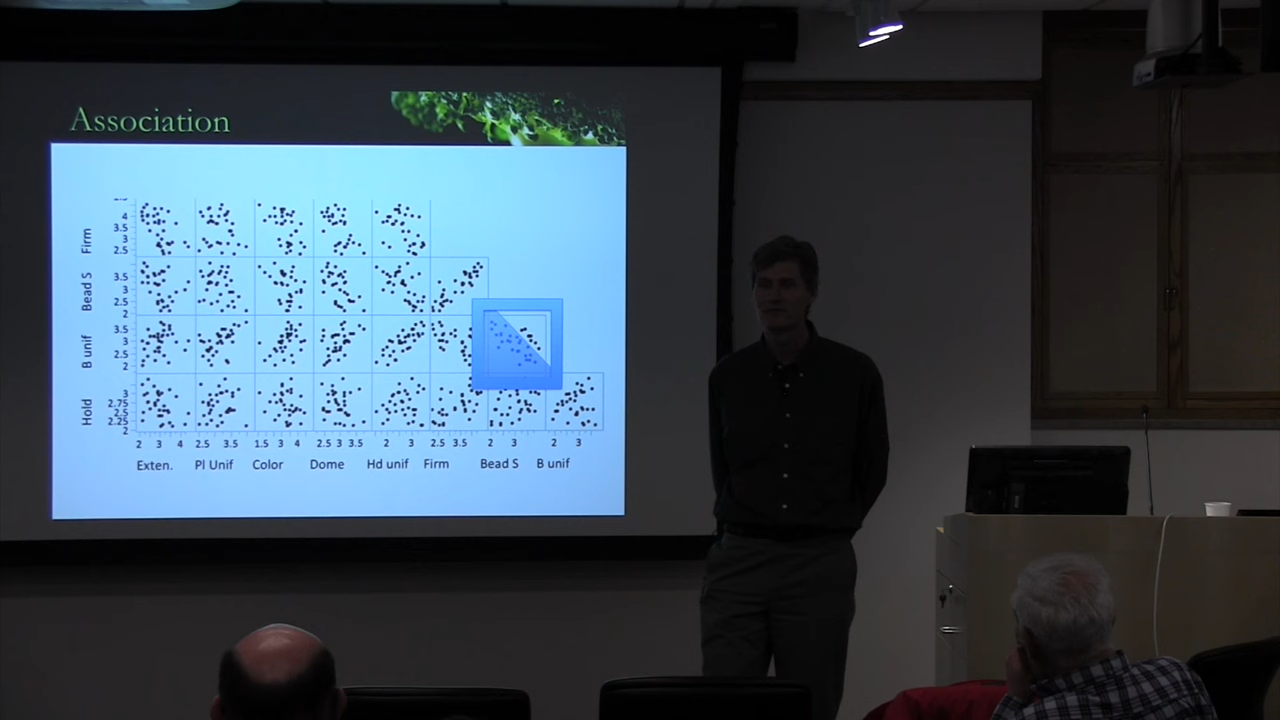 Association
Firm
4
3.5
3
2.5
Bead S
3.5
3
2.5
2
B unif
3.5
3
2.5
2
Hold
3
2.75
2.5
2.25
2
2 3 4 2.5 3.5 1.5 3 4 2.5 3 3.5 2 3 2.5 3.5 2 3 2 3
Exten. Pl Unif Color Dome Hd unif Firm Bead S B unif